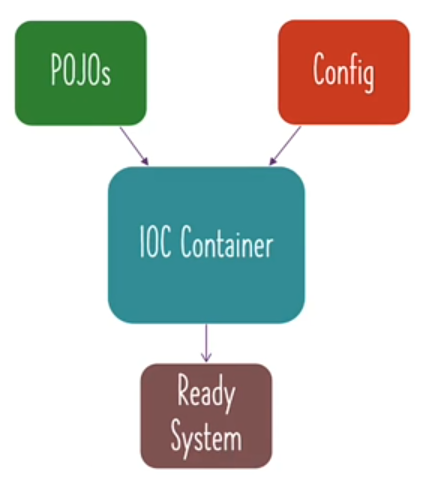 POJOs
Config
IOC Container
Ready
System